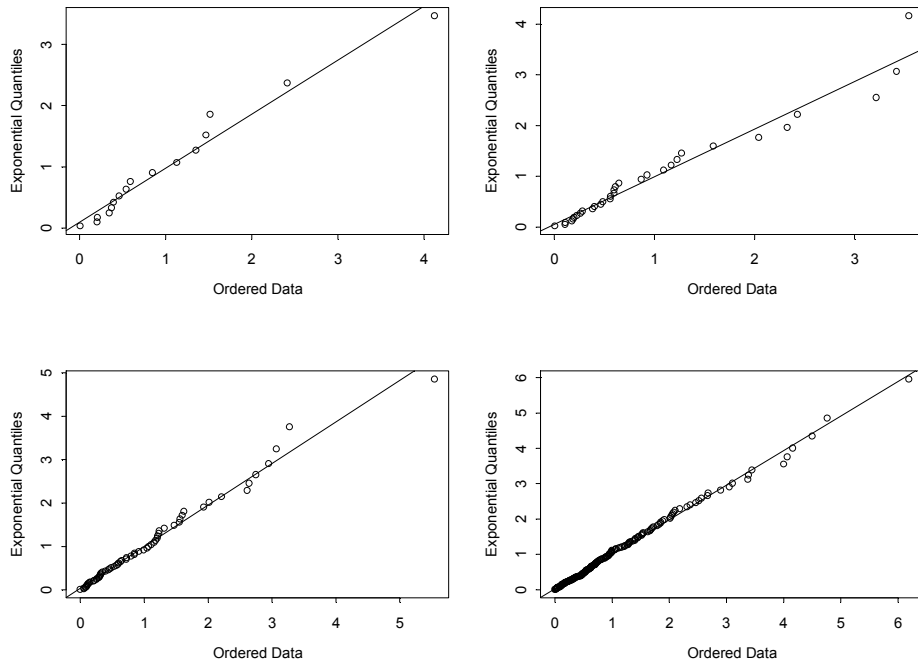 Exponential Quantiles
3
2
1
0
0 1 2 3 4
Ordered Data
Exponential Quantiles
4
3
2
1
0
0 1 2 3
Ordered Data
Exponential Quantiles
5
4
3
2
1
0
0 1 2 3 4 5
Ordered Data
Exponential Quantiles
6
5
4
3
2
1
0
0 1 2 3 4 5 6
Ordered Data